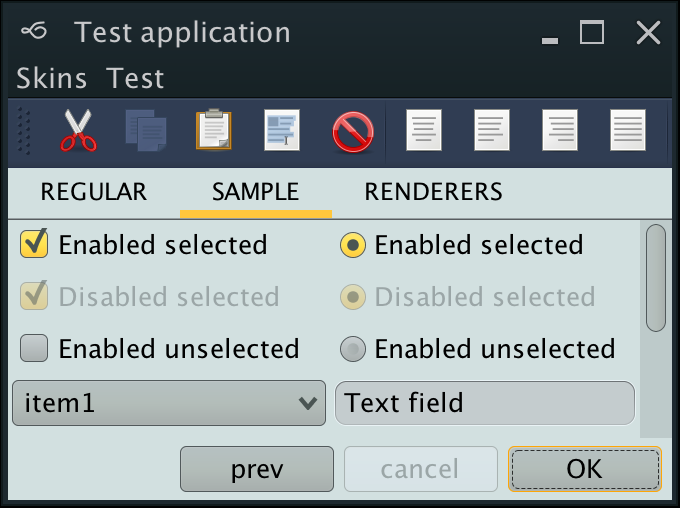 Test application
Skins Test
REGULAR SAMPLE RENDERERS
Enabled selected Enabled selected
Disabled selected Disabled selected
Enabled unselected Enabled unselected
item1 Text field
prev cancel OK